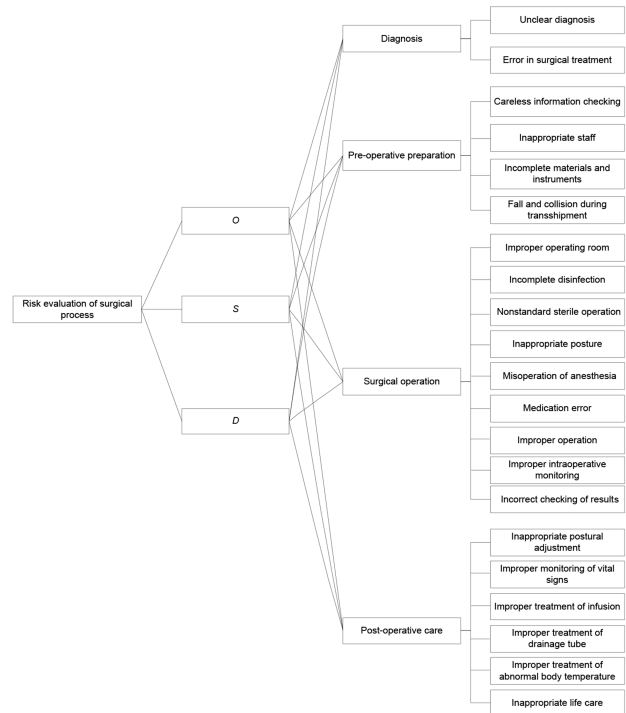 Risk evaluation of surgical
process
O
S
D
Diagnosis
Unclear diagnosis
Error in surgical treatment
Pre-operative preparation
Careless information checking
Inappropriate staff
Incomplete materials and
instruments
Fall and collision during
transshipment
Surgical operation
Improper operating room
Incomplete disinfection
Nonstandard sterile operation
Inappropriate posture
Misoperation of anesthesia
Medication error
Improper operation
Improper intraoperative
monitoring
Incorrect checking of results
Post-operative care
Inappropriate postural
adjustment
Improper monitoring of vital
signs
Improper treatment of infusion
Improper treatment of
drainage tube
Improper treatment of
abnormal body temperature
Inappropriate life care